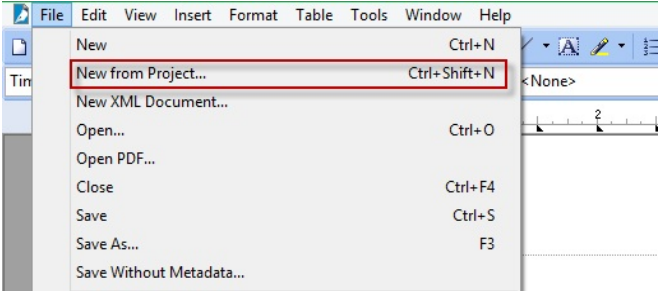 File Edit View Insert Format Table Tools Window Help
New Ctrl+N
New from Project... Ctrl+Shift+N
Tim
<None>
New XML Document...
Open... Ctrl+O
2
Open PDF...
Close Ctrl+F4
Save Ctrl+S
Save As... F3
Save Without Metadata...